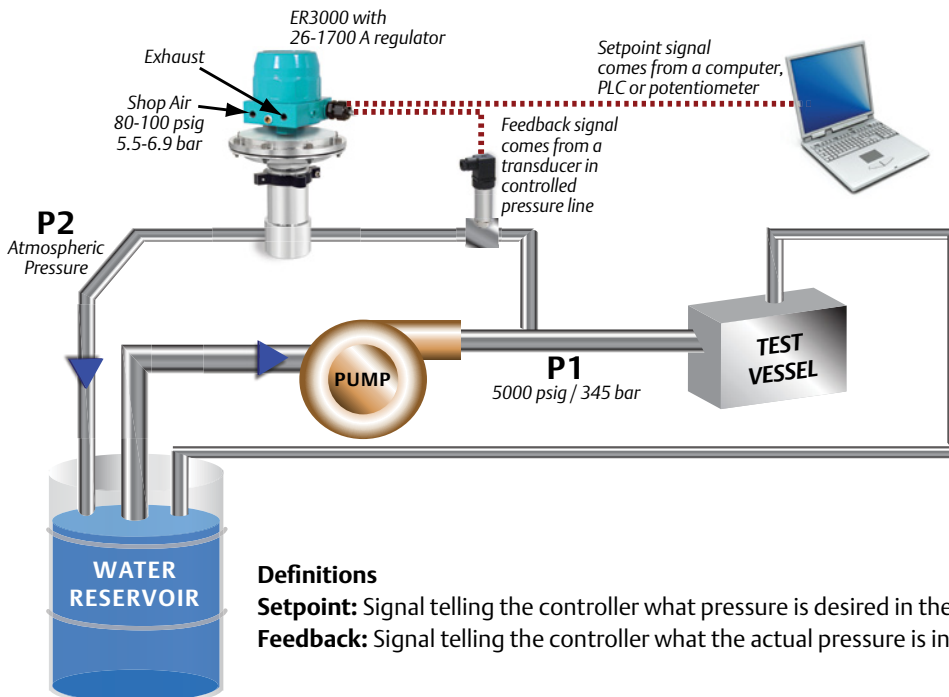 ER3000 with
26-1700 A regulator
Exhaust
Shop Air
80-100 psig
5.5-6.9 bar
Setpoint signal
comes from a computer,
PLC or potentiometer
Feedback signal
comes from a
transducer in
controlled
pressure line
P2
Atmospheric
Pressure
PUMP
P1
5000 psig / 345 bar
TEST
VESSEL
WATER
RESERVOIR
Definitions
Setpoint: Signal telling the controller what pressure is desired in the
Feedback: Signal telling the controller what the actual pressure is in